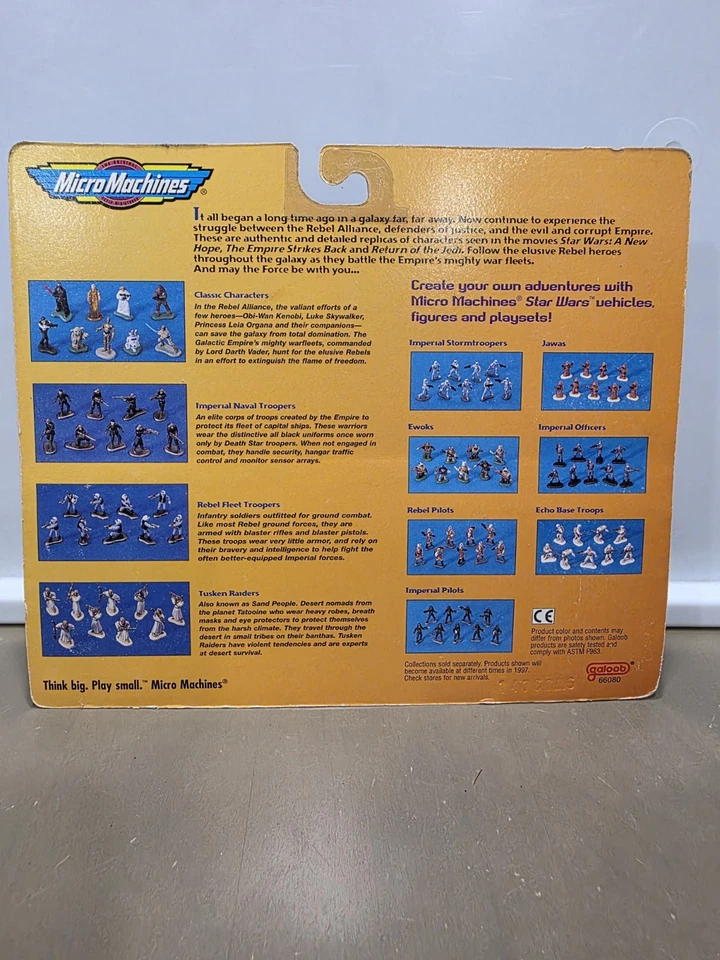 THE ORIGINAL
Micro Machines®
It all began a long time ago in a galaxy far, far away. Now continue to experience the
struggle between the Rebel Alliance, defenders of justice, and the evil and corrupt Empire.
These are authentic and detailed replicas of characters seen in the movies Star Wars: A New
Hope, The Empire Strikes Back and Return of the Jedi. Follow the elusive Rebel heroes
throughout the galaxy as they battle the Empire's mighty war fleets.
And may the Force be with you...
Classic Characters
In the Rebel Alliance, the valiant efforts of a
few heroes—Obi-Wan Kenobi, Luke Skywalker,
Princess Leia Organa and their companions—
can save the galaxy from total domination. The
Galactic Empire's mighty warfleets, commanded
by Lord Darth Vader, hunt for the elusive Rebels
in an effort to extinguish the flame of freedom.
Imperial Naval Troopers
An elite corps of troops created by the Empire to
protect its fleet of capital ships. These warriors
wear the distinctive all black uniforms once worn
only by Death Star troopers. When not engaged in
combat, they handle security, hangar traffic
control and monitor sensor arrays.
Rebel Fleet Troopers
Infantry soldiers outfitted for ground combat.
Like most Rebel ground forces, they are
armed with blaster rifles and blaster pistols.
These troops wear very little armor, and rely on
their bravery and intelligence to help fight the
often better-equipped Imperial forces.
Tusken Raiders
Also known as Sand People. Desert nomads from
the planet Tatooine who wear heavy robes, breath
masks and eye protectors to protect themselves
from the harsh climate. They travel through the
desert in small tribes on their banthas. Tusken
Raiders have violent tendencies and are experts
at desert survival.
Think big. Play small.™ Micro Machines®
Create your own adventures with
Micro Machines® Star Wars™ vehicles,
figures and playsets!
Imperial Stormtroopers
Jawas
Ewoks
Imperial Officers
Rebel Pilots
Echo Base Troops
Imperial Pilots
CE
Product color and contents may
differ from photos shown. Galoob
products are safety tested and
comply with ASTM F963.
Collections sold separately. Products shown will
become available at different times in 1997.
Check stores for new arrivals.
galoob®
66080